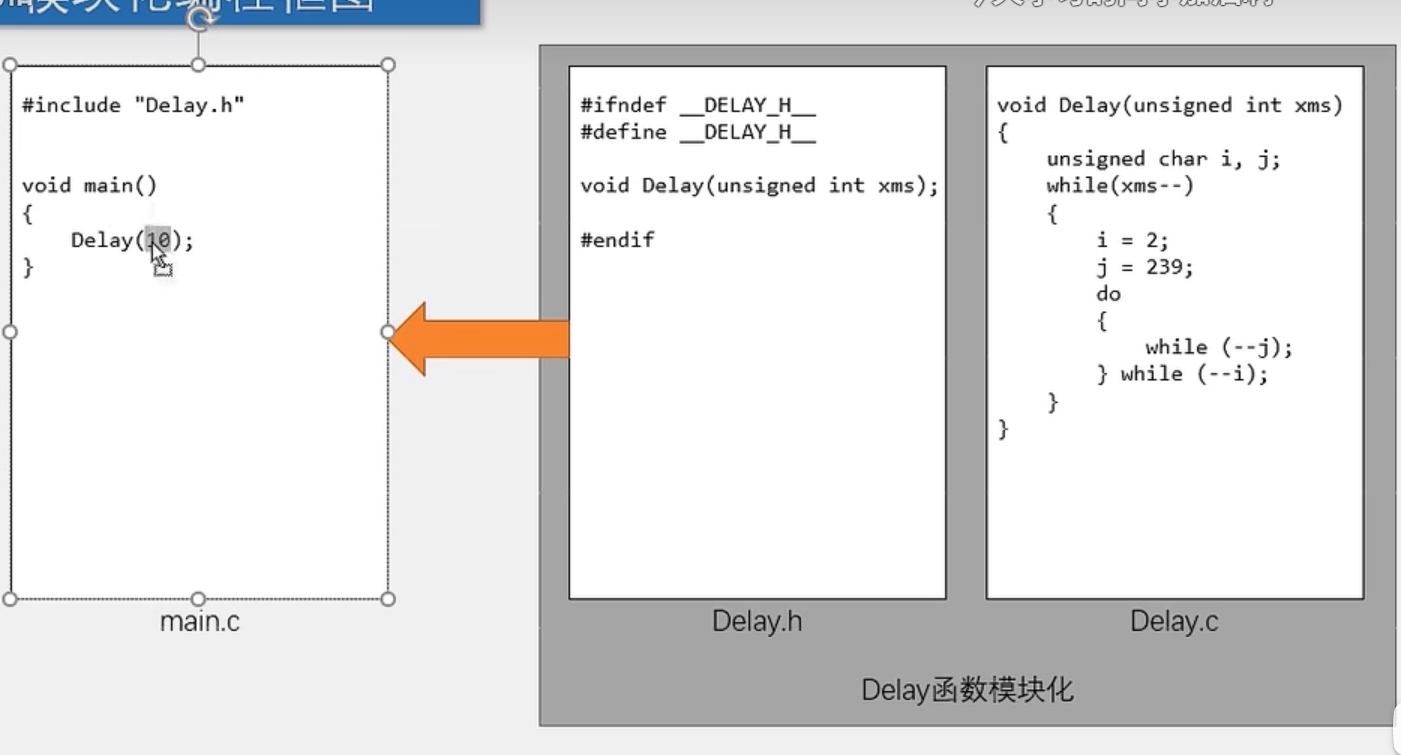 模块化编程框图
#include "Delay.h"
void main()
{
Delay(10);
}
main.c
#ifndef __DELAY_H__
#define __DELAY_H__
void Delay(unsigned int xms);
#endif
Delay.h
void Delay(unsigned int xms)
{
unsigned char i, j;
while(xms--)
{
i = 2;
j = 239;
do
{
while (--j);
} while (--i);
}
}
Delay.c
Delay函数模块化